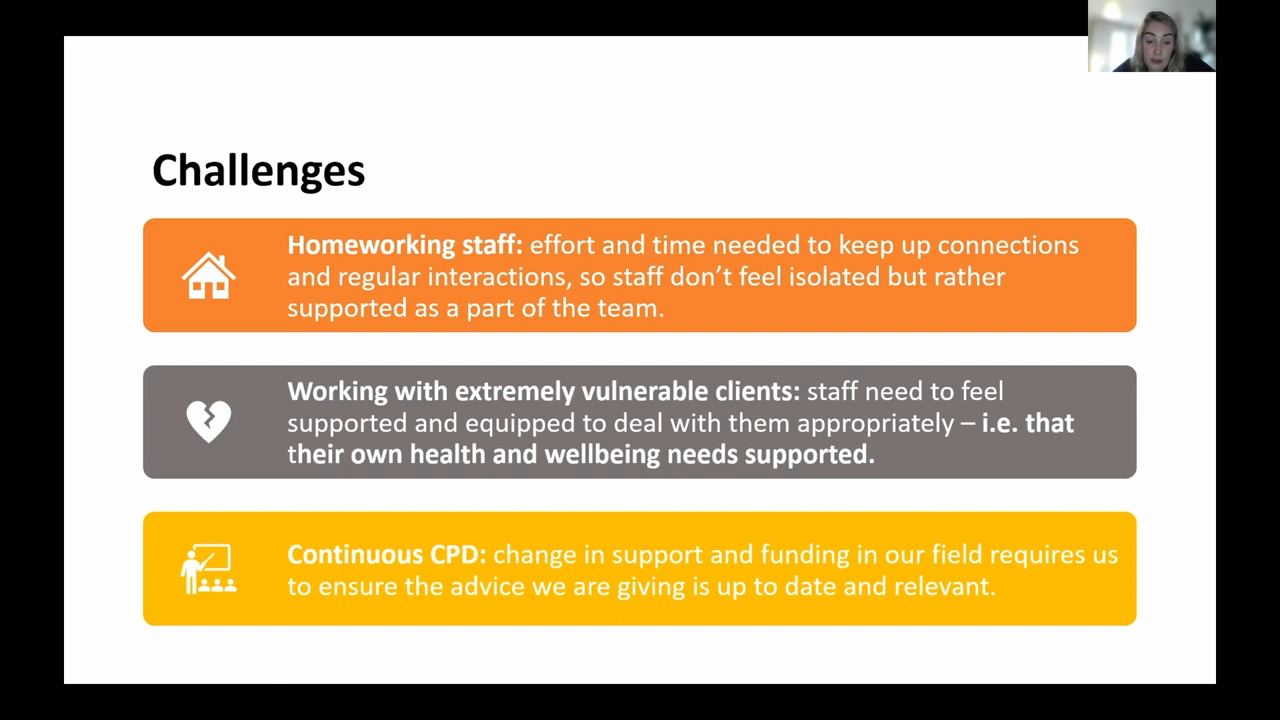 Challenges
Homeworking staff: effort and time needed to keep up connections
and regular interactions, so staff don’t feel isolated but rather
supported as a part of the team.
Working with extremely vulnerable clients: staff need to feel
supported and equipped to deal with them appropriately – i.e. that
their own health and wellbeing needs supported.
Continuous CPD: change in support and funding in our field requires us
to ensure the advice we are giving is up to date and relevant.